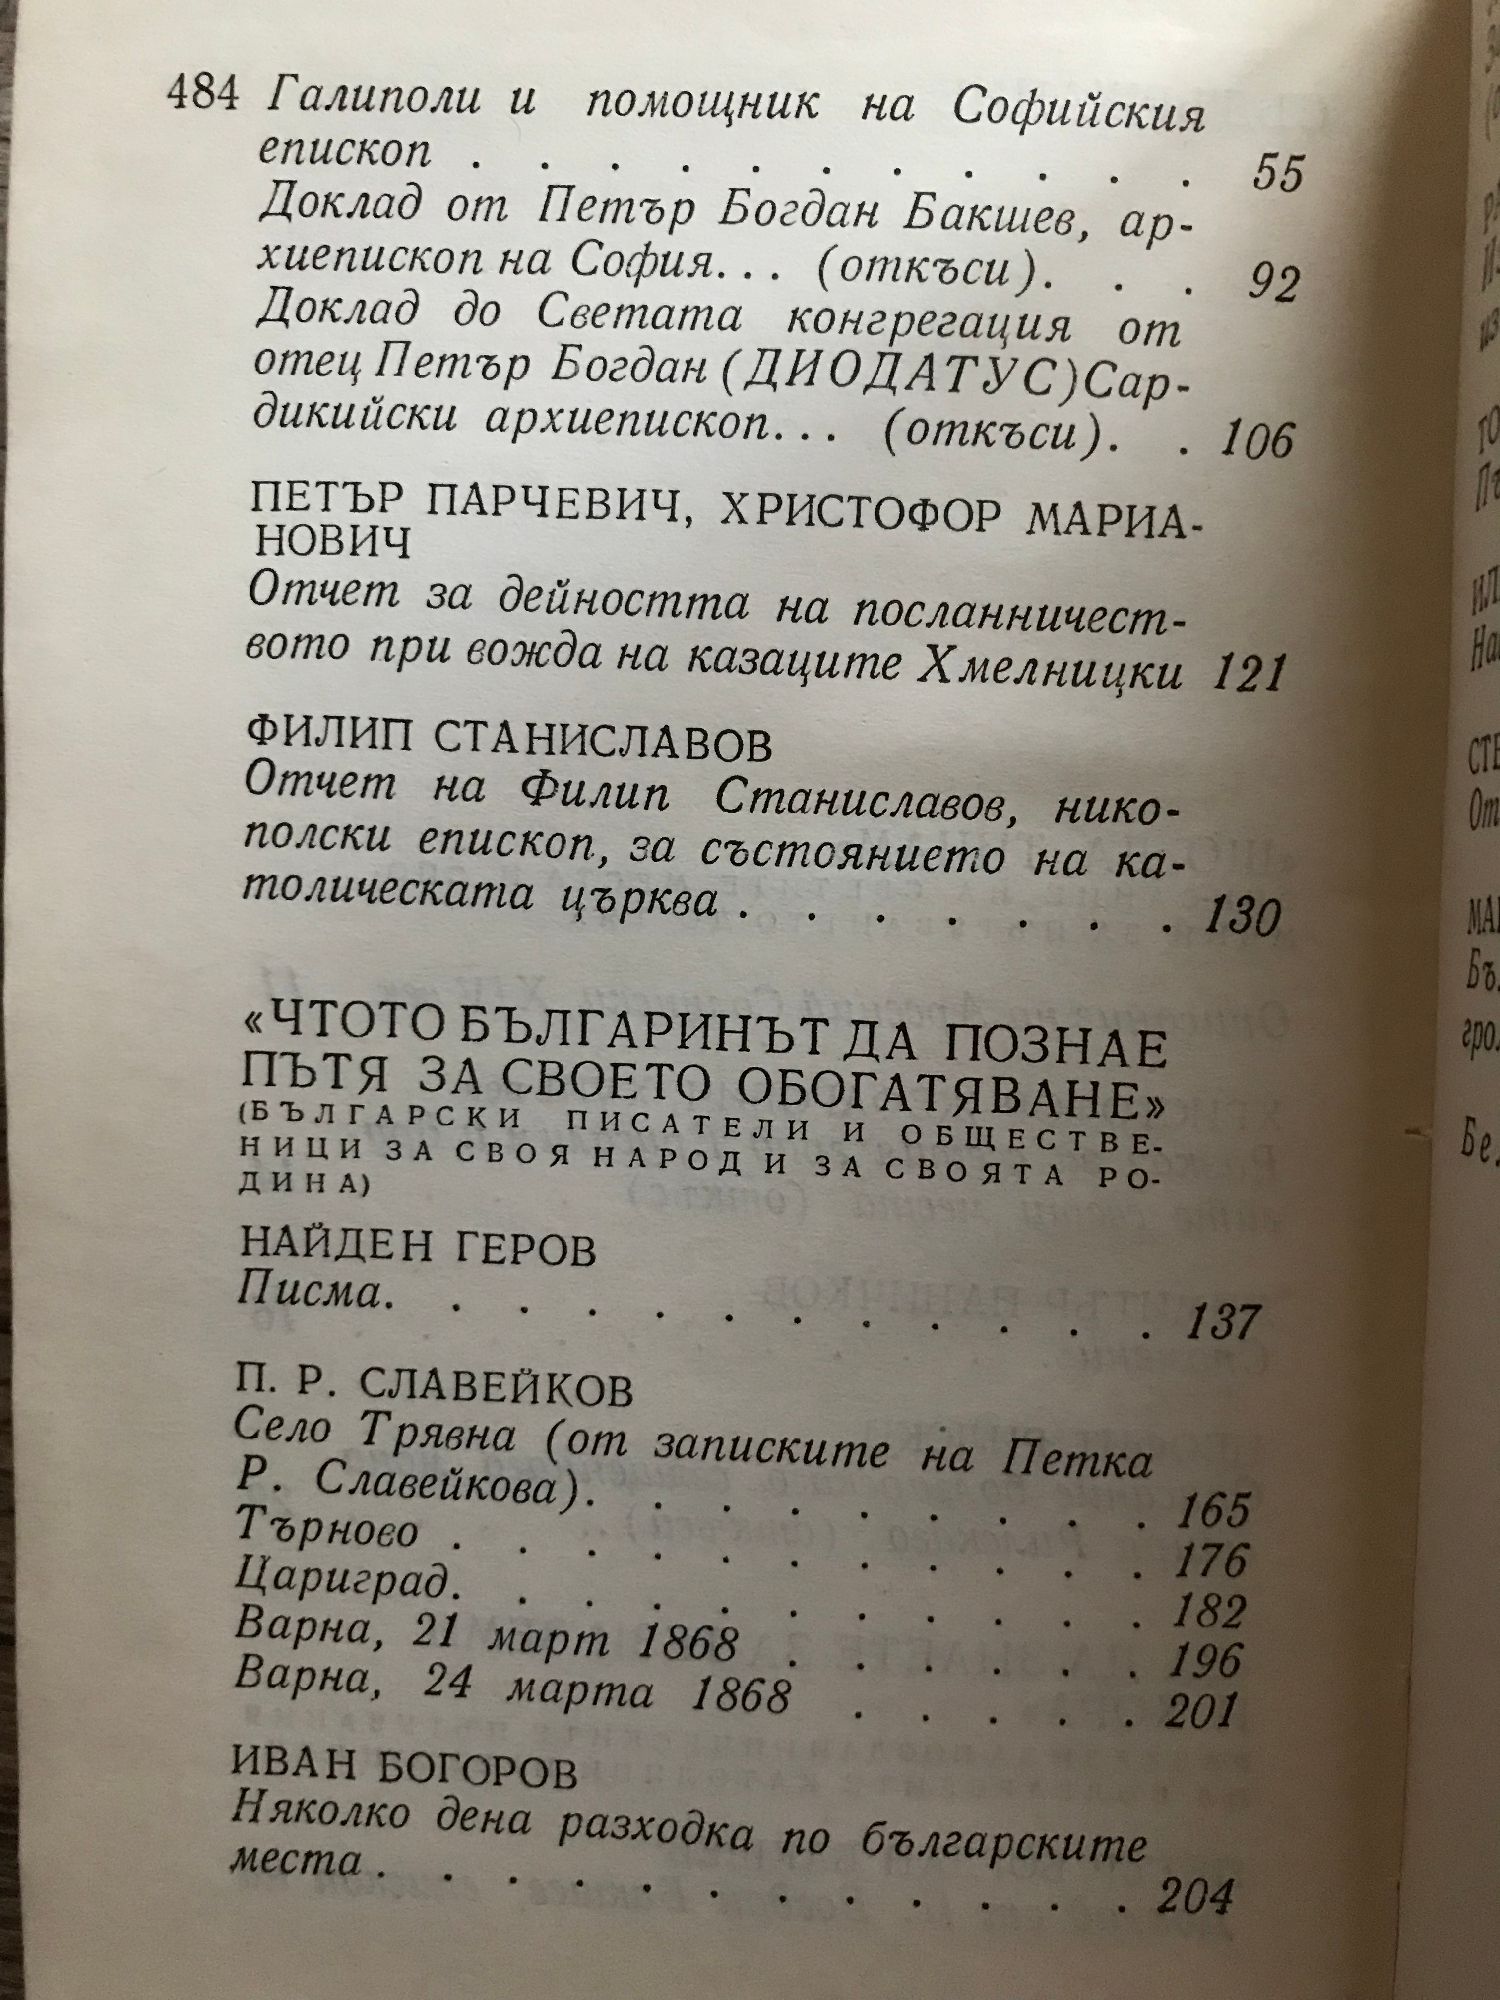 484 Галиполи и помощник на Софийския
епископ . . . . . . . . . . . 55
Доклад от Петър Богдан Бакшев, ар-
хиепископ на София... (откъси). . . 92
Доклад до Светата конгрегация от
отец Петър Богдан (ДИОДАТУС) Сар-
дикийски архиепископ... (откъси). . 106
ПЕТЪР ПАРЧЕВИЧ, ХРИСТОФОР МАРИА-
НОВИЧ
Отчет за дейността на посланничест-
вото при вожда на казаците Хмелницки 121
ФИЛИП СТАНИСЛАВОВ
Отчет на Филип Станиславов, нико-
полски епископ, за състоянието на ка-
толическата църква . . . . . . . 130
«ЧТОТО БЪЛГАРИНЪТ ДА ПОЗНАЕ
ПЪТЯ ЗА СВОЕТО ОБОГАТЯВАНЕ»
(БЪЛГАРСКИ ПИСАТЕЛИ И ОБЩЕСТВЕ-
НИЦИ ЗА СВОЯ НАРОД И ЗА СВОЯТА РО-
ДИНА)
НАЙДЕН ГЕРОВ
Писма. . . . . . . . . . . . 137
П. Р. СЛАВЕЙКОВ
Село Трявна (от записките на Петка
Р. Славейкова). . . . . . . . . 165
Търново . . . . . . . . . . . 176
Цариград. . . . . . . . . . . 182
Варна, 21 март 1868 . . . . . . 196
Варна, 24 марта 1868 . . . . . 201
ИВАН БОГОРОВ
Няколко дена разходка по българските
места . . . . . . . . . . . . 204